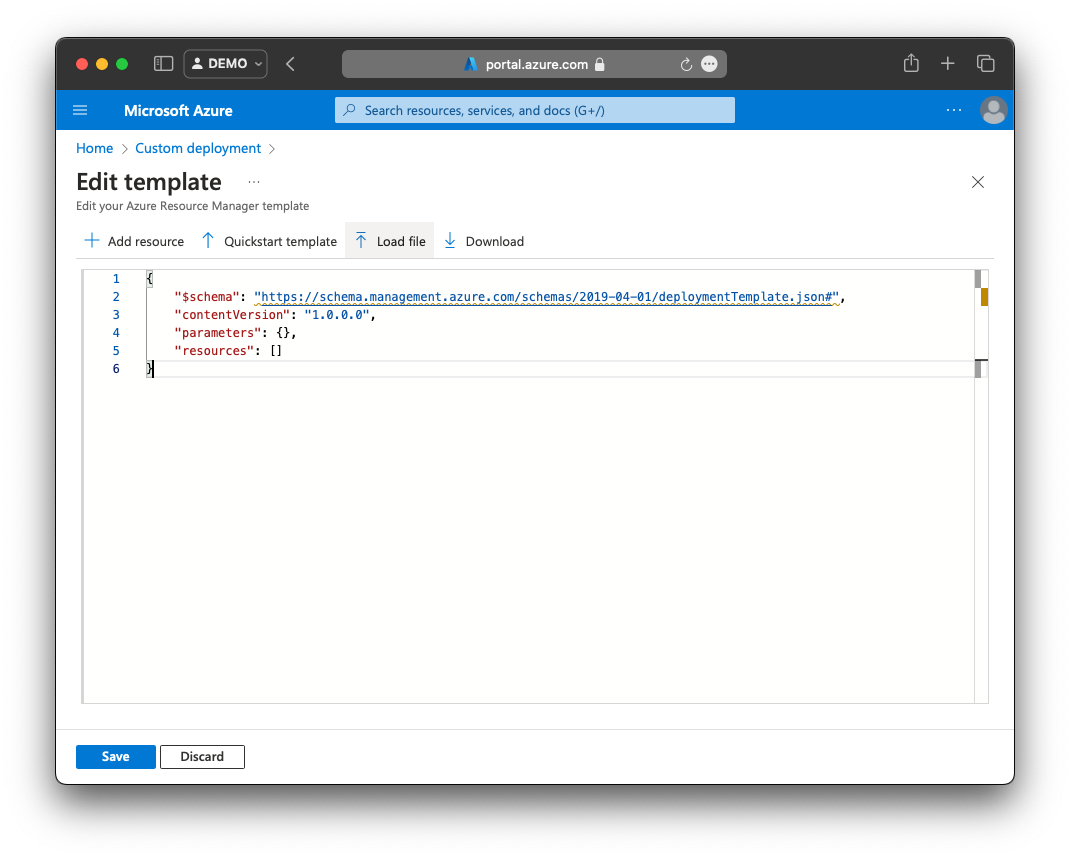 DEMO
portal.azure.com
Microsoft Azure
Search resources, services, and docs (G+/)
Home > Custom deployment >
Edit template ...
Edit your Azure Resource Manager template
Add resource Quickstart template Load file Download
1 {
2 "$schema": "https://schema.management.azure.com/schemas/2019-04-01/deploymentTemplate.json#",
3 "contentVersion": "1.0.0.0",
4 "parameters": {},
5 "resources": []
6 }
Save Discard